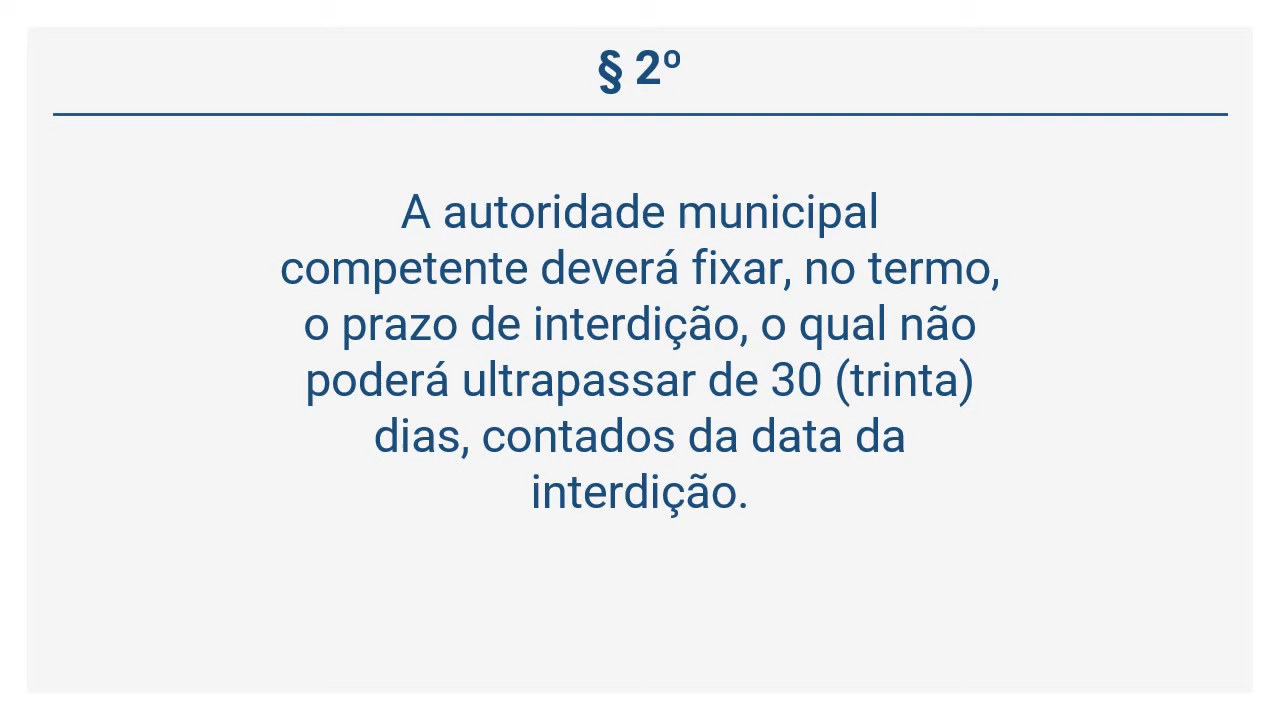 § 2º
A autoridade municipal
competente deverá fixar, no termo,
o prazo de interdição, o qual não
poderá ultrapassar de 30 (trinta)
dias, contados da data da
interdição.